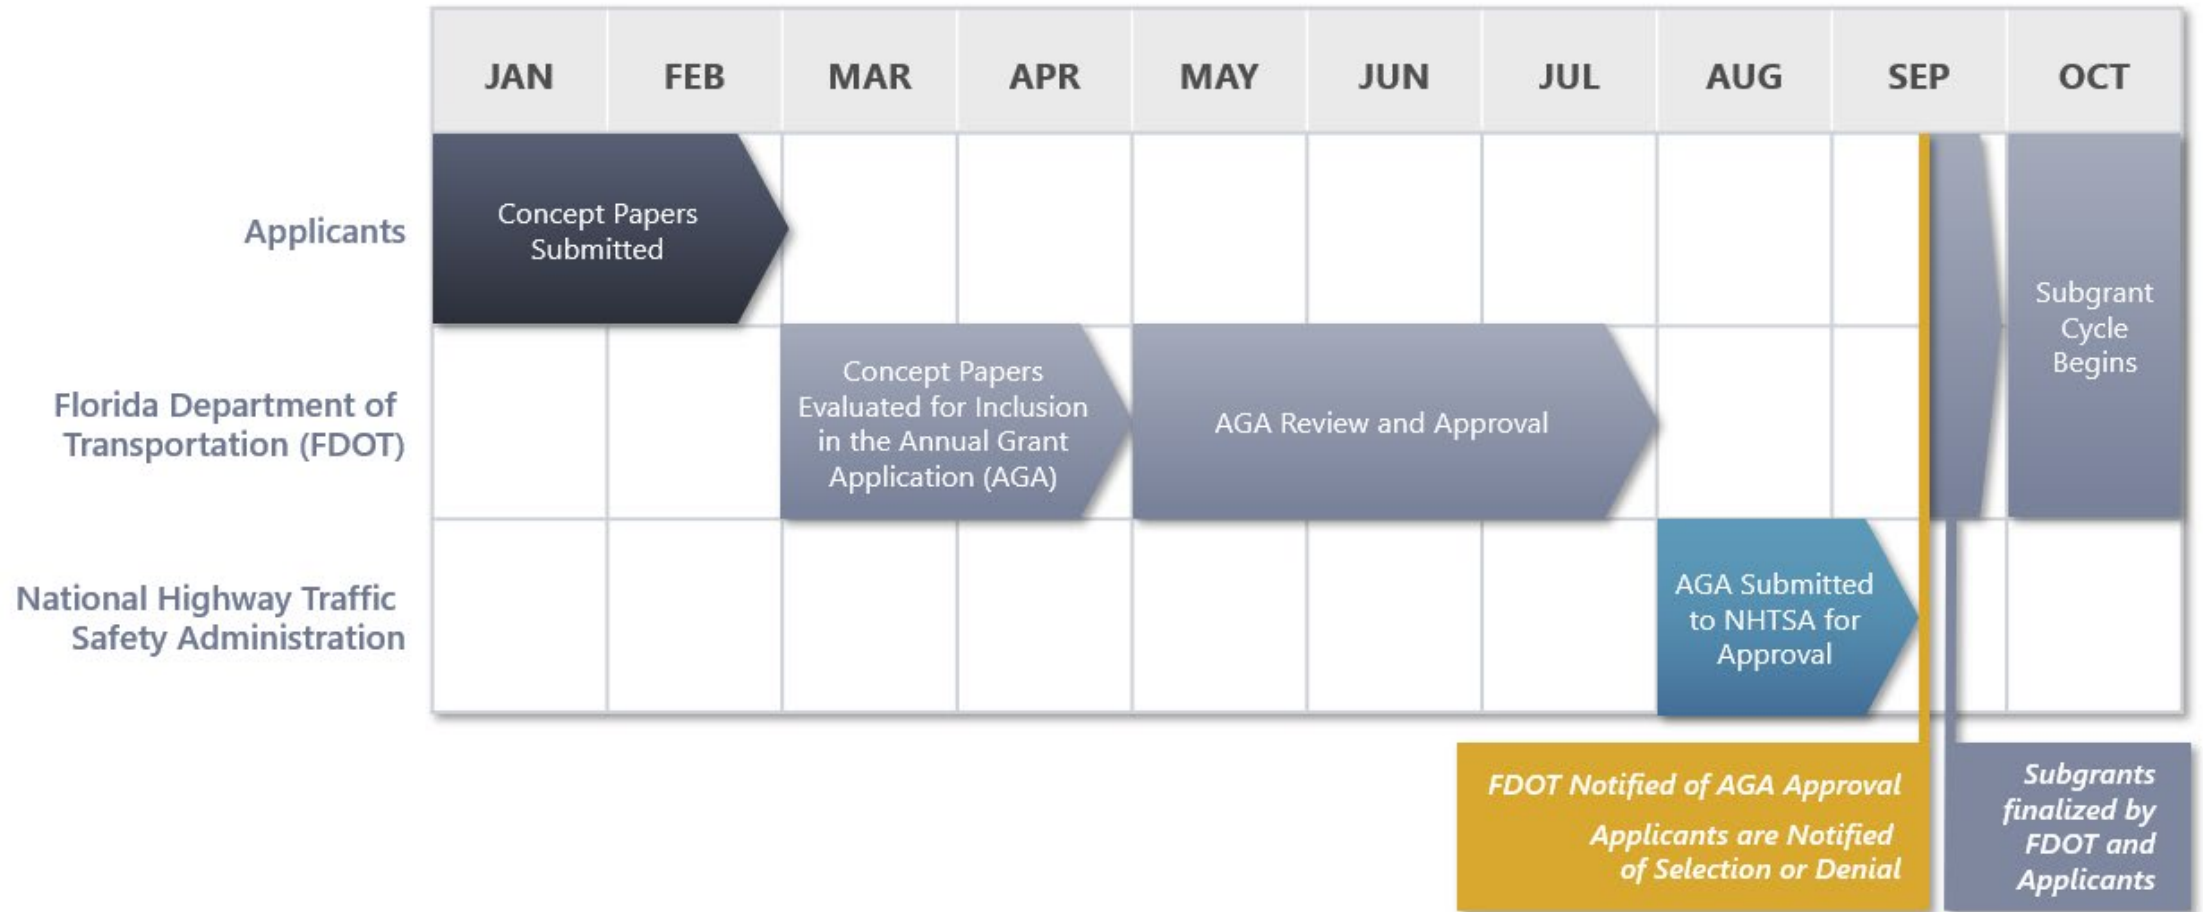 JAN FEB MAR APR MAY JUN JUL AUG SEP OCT
Applicants
Concept Papers
Submitted
Florida Department of
Transportation (FDOT)
Concept Papers
Evaluated for Inclusion
in the Annual Grant
Application (AGA)
AGA Review and Approval
Subgrant
Cycle
Begins
National Highway Traffic
Safety Administration
AGA Submitted
to NHTSA for
Approval
FDOT Notified of AGA Approval
Applicants are Notified
of Selection or Denial
Subgrants
finalized by
FDOT and
Applicants